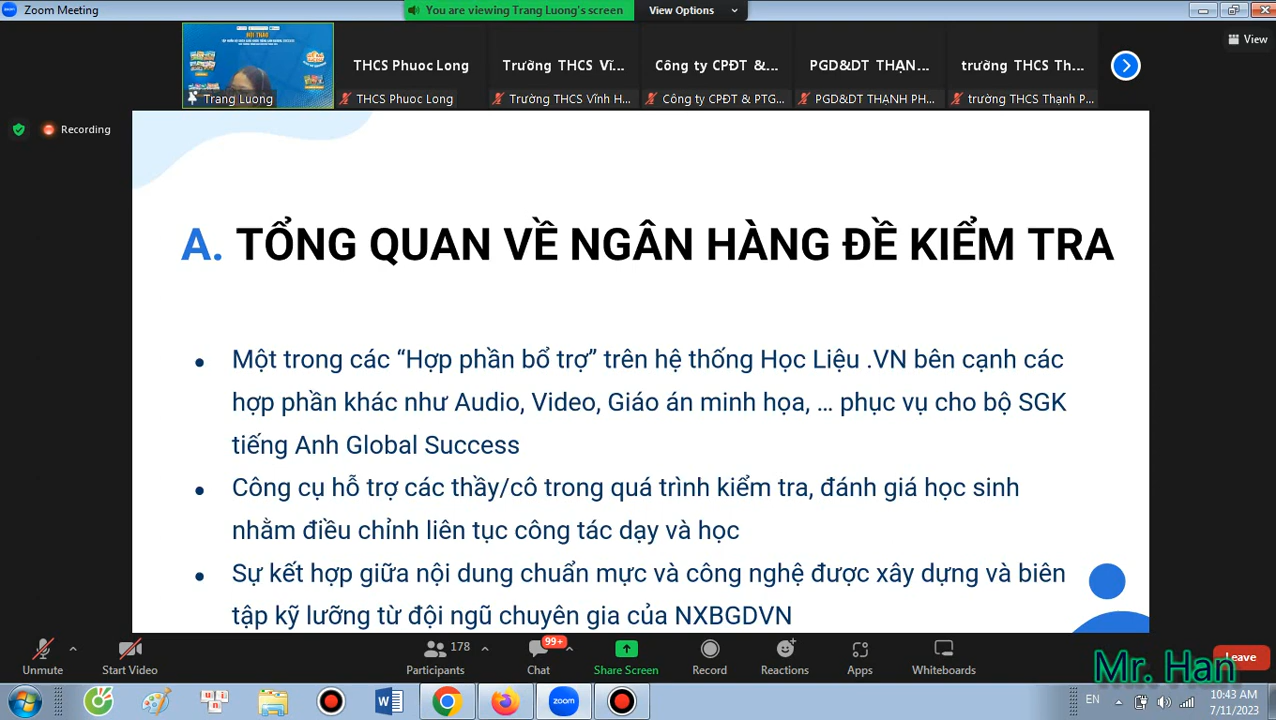 Zoom Meeting
You are viewing Trang Luong's screen
View Options
View
HỘI THẢO
Trang Luong
THCS Phuoc Long
THCS Phuoc Long
Trường THCS Vĩ...
Trường THCS Vĩnh H...
Công ty CPĐT &...
Công ty CPĐT & PTG...
PGD&DT THẠN...
PGD&DT THẠNH PH...
trường THCS Th...
trường THCS Thạnh P...
Recording
A. TỔNG QUAN VỀ NGÂN HÀNG ĐỀ KIỂM TRA
● Một trong các “Hợp phần bổ trợ” trên hệ thống Học Liệu .VN bên cạnh các
hợp phần khác như Audio, Video, Giáo án minh họa, … phục vụ cho bộ SGK
tiếng Anh Global Success
● Công cụ hỗ trợ các thầy/cô trong quá trình kiểm tra, đánh giá học sinh
nhằm điều chỉnh liên tục công tác dạy và học
● Sự kết hợp giữa nội dung chuẩn mực và công nghệ được xây dựng và biên
tập kỹ lưỡng từ đội ngũ chuyên gia của NXBGDVN
Unmute
Start Video
178
Participants
99+
Chat
Share Screen
Record
Reactions
Apps
Whiteboards
Leave
Mr. Han
EN
10:43 AM
7/11/2023